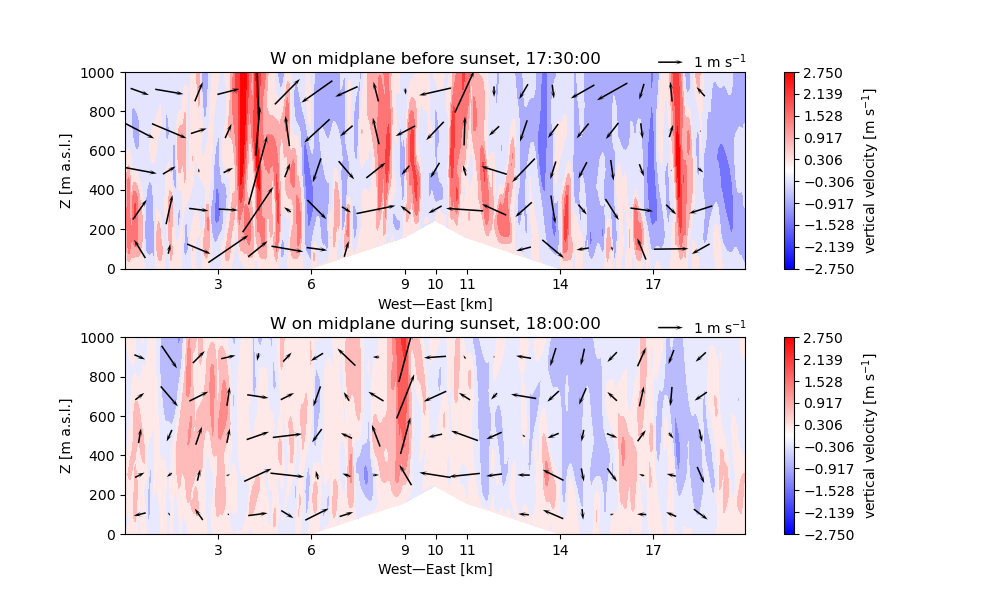 W on midplane before sunset, 17:30:00
1 m s⁻¹
1000
800
600
400
200
0
Z [m a.s.l.]
3 6 9 10 11 14 17
West—East [km]
2.750
2.139
1.528
0.917
0.306
−0.306
−0.917
−1.528
−2.139
−2.750
vertical velocity [m s⁻¹]
W on midplane during sunset, 18:00:00
1 m s⁻¹
1000
800
600
400
200
0
Z [m a.s.l.]
3 6 9 10 11 14 17
West—East [km]
2.750
2.139
1.528
0.917
0.306
−0.306
−0.917
−1.528
−2.139
−2.750
vertical velocity [m s⁻¹]